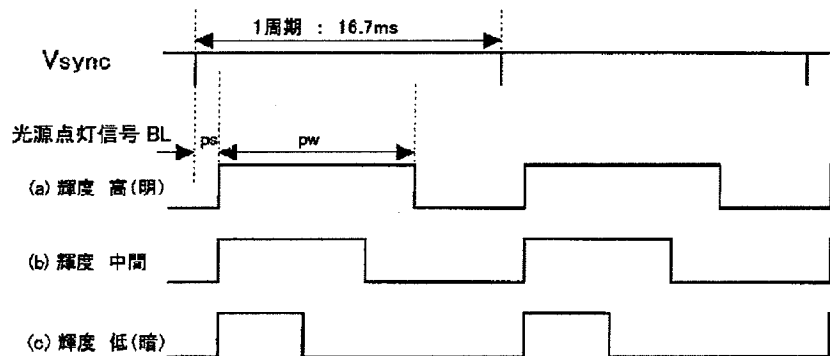 1周期 : 16.7ms
Vsync
光源点灯信号 BL
ps
pw
(a) 輝度 高(明)
(b) 輝度 中間
(c) 輝度 低(暗)